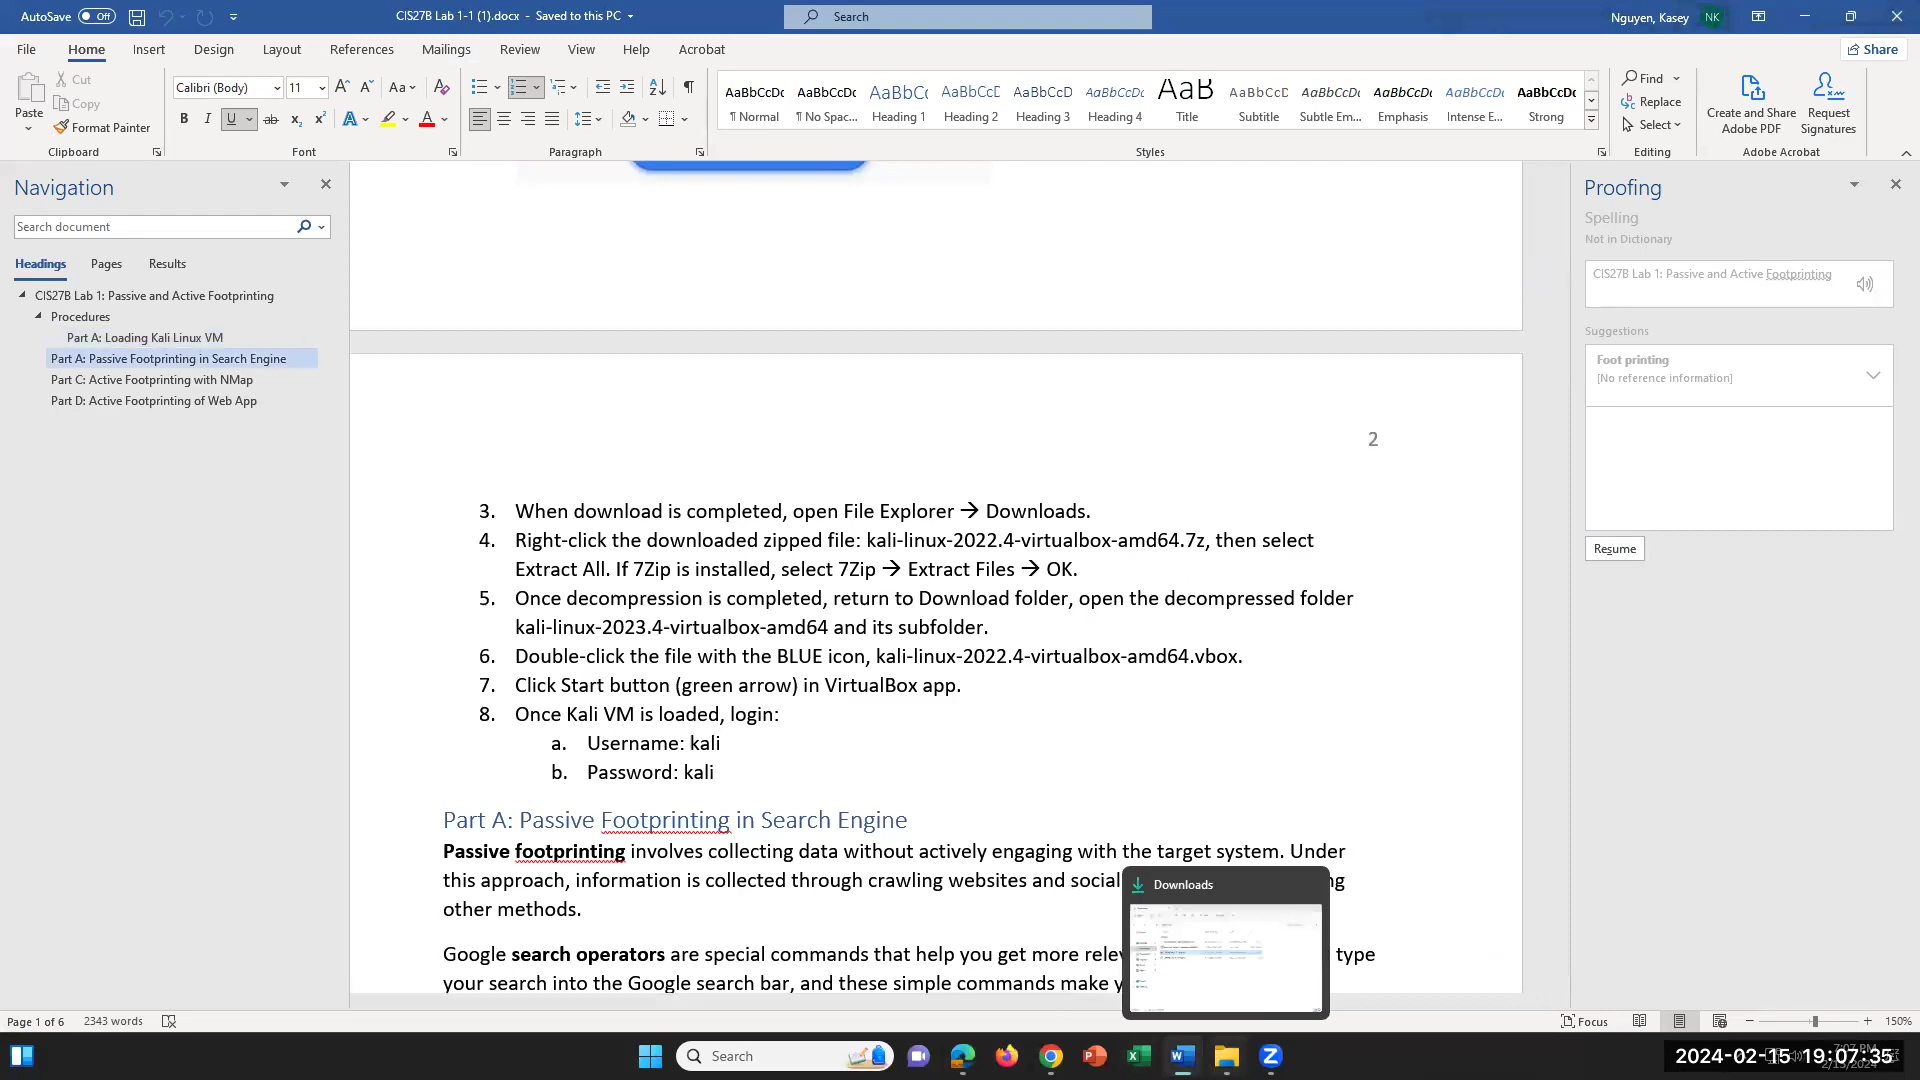 AutoSave Off CIS27B Lab 1-1 (1).docx - Saved to this PC Search Nguyen, Kasey NK
File Home Insert Design Layout References Mailings Review View Help Acrobat Share
Paste Cut Copy Format Painter
Calibri (Body) 11
AaBbCcDc AaBbCcDc AaBbCc AaBbCcD AaBbCcD AaBbCcDc AaB AaBbCcD AaBbCcDc AaBbCcDc AaBbCcDc AaBbCcDc
¶ Normal ¶ No Spac... Heading 1 Heading 2 Heading 3 Heading 4 Title Subtitle Subtle Em... Emphasis Intense E... Strong
Find Replace Select
Create and Share Adobe PDF Request Signatures
Clipboard Font Paragraph Styles Editing Adobe Acrobat
Navigation
Search document
Headings Pages Results
CIS27B Lab 1: Passive and Active Footprinting
Procedures
Part A: Loading Kali Linux VM
Part A: Passive Footprinting in Search Engine
Part C: Active Footprinting with NMap
Part D: Active Footprinting of Web App
2
3. When download is completed, open File Explorer → Downloads.
4. Right-click the downloaded zipped file: kali-linux-2022.4-virtualbox-amd64.7z, then select
Extract All. If 7Zip is installed, select 7Zip → Extract Files → OK.
5. Once decompression is completed, return to Download folder, open the decompressed folder
kali-linux-2023.4-virtualbox-amd64 and its subfolder.
6. Double-click the file with the BLUE icon, kali-linux-2022.4-virtualbox-amd64.vbox.
7. Click Start button (green arrow) in VirtualBox app.
8. Once Kali VM is loaded, login:
a. Username: kali
b. Password: kali
Part A: Passive Footprinting in Search Engine
Passive footprinting involves collecting data without actively engaging with the target system. Under
this approach, information is collected through crawling websites and social
other methods.
Google search operators are special commands that help you get more type
your search into the Google search bar, and these simple commands make
Downloads
Proofing
Spelling
Not in Dictionary
CIS27B Lab 1: Passive and Active Footprinting
Suggestions
Foot printing
[No reference information]
Resume
Page 1 of 6 2343 words Focus 150%
Search
2024-02-15 19:07:35